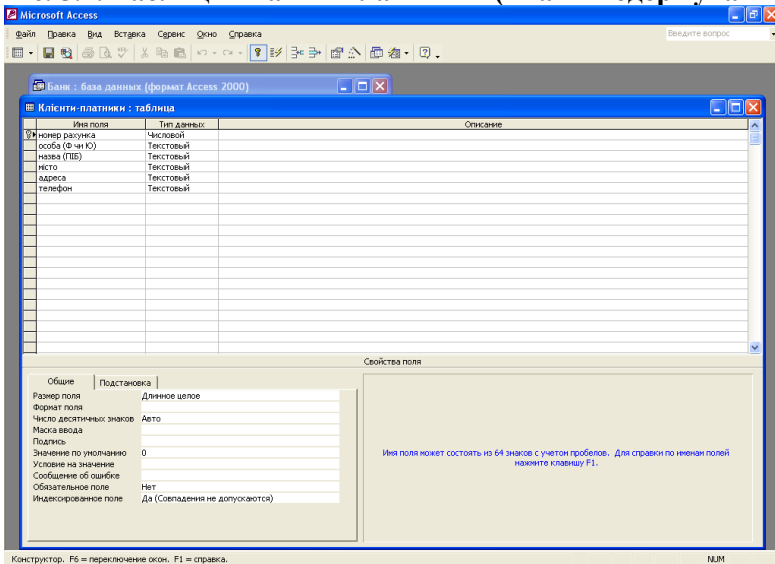 Microsoft Access
Файл Правка Вид Вставка Сервис Окно Справка
Введите вопрос
Банк : база данных (формат Access 2000)
Клієнти-платники : таблица
Имя поля Тип данных Описание
номер рахунка Числовой
особа (Ф чи Ю) Текстовый
назва (ПІБ) Текстовый
місто Текстовый
адреса Текстовый
телефон Текстовый
Свойства поля
Общие Подстановка
Размер поля Длинное целое
Формат поля
Число десятичных знаков Авто
Маска ввода
Подпись
Значение по умолчанию 0
Условие на значение
Сообщение об ошибке
Обязательное поле Нет
Индексированное поле Да (Совпадения не допускаются)
Имя поля может состоять из 64 знаков с учетом пробелов. Для справки по именам полей
нажмите клавишу F1.
Конструктор. F6 = переключение окон. F1 = справка. NUM